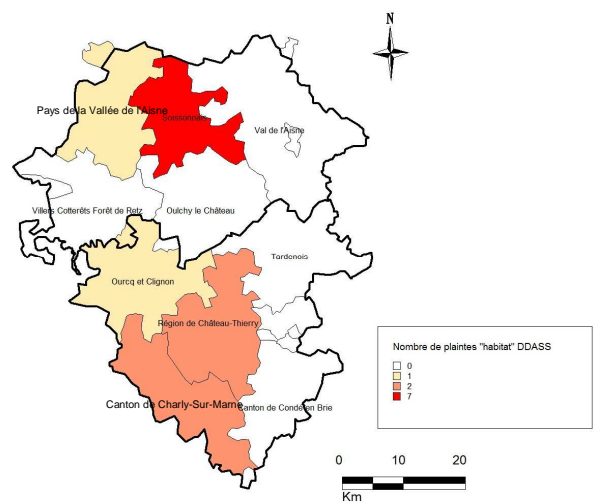 N
Pays de la Vallée de l'Aisne
Soissonnais
Val de l'Aisne
Villers Cotterêts Forêt de Retz
Oulchy le Château
Tardenois
Ourcq et Clignon
Région de Château-Thierry
Canton de Charly-Sur-Marne
Canton de Condé en Brie
Nombre de plaintes "habitat" DDASS
0
1
2
7
0 10 20
Km